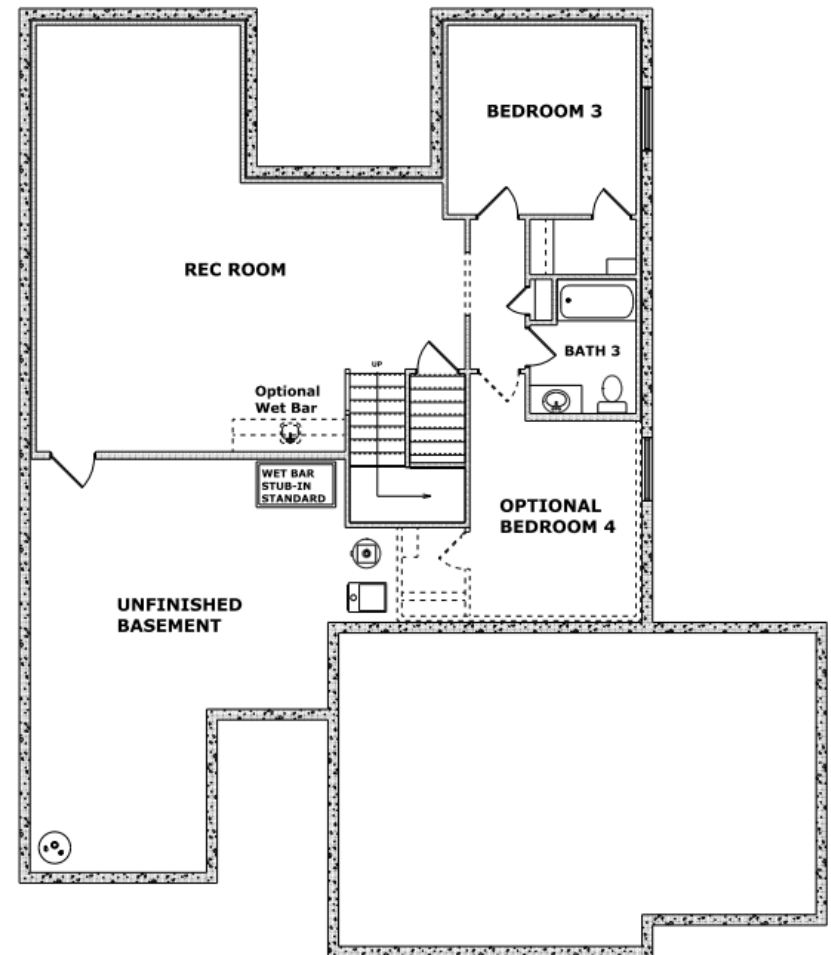 BEDROOM 3
REC ROOM
BATH 3
UP
Optional
Wet Bar
WET BAR
STUB-IN
STANDARD
OPTIONAL
BEDROOM 4
UNFINISHED
BASEMENT